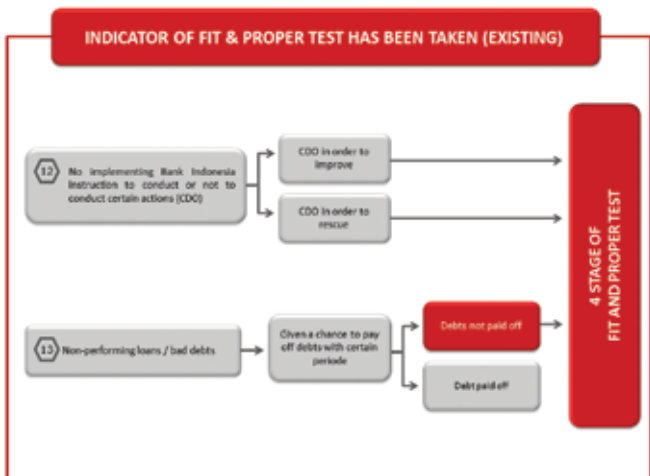 INDICATOR OF FIT & PROPER TEST HAS BEEN TAKEN (EXISTING)
12
No implementing Bank Indonesia
Instruction to conduct or not to
conduct certain actions (CDO)
CDO in order to
improve
CDO in order to
rescue
13
Non-performing loans / bad debts
Given a chance to pay
off debts with certain
periode
Debts not paid off
Debt paid off
4 STAGE OF
FIT AND PROPER TEST